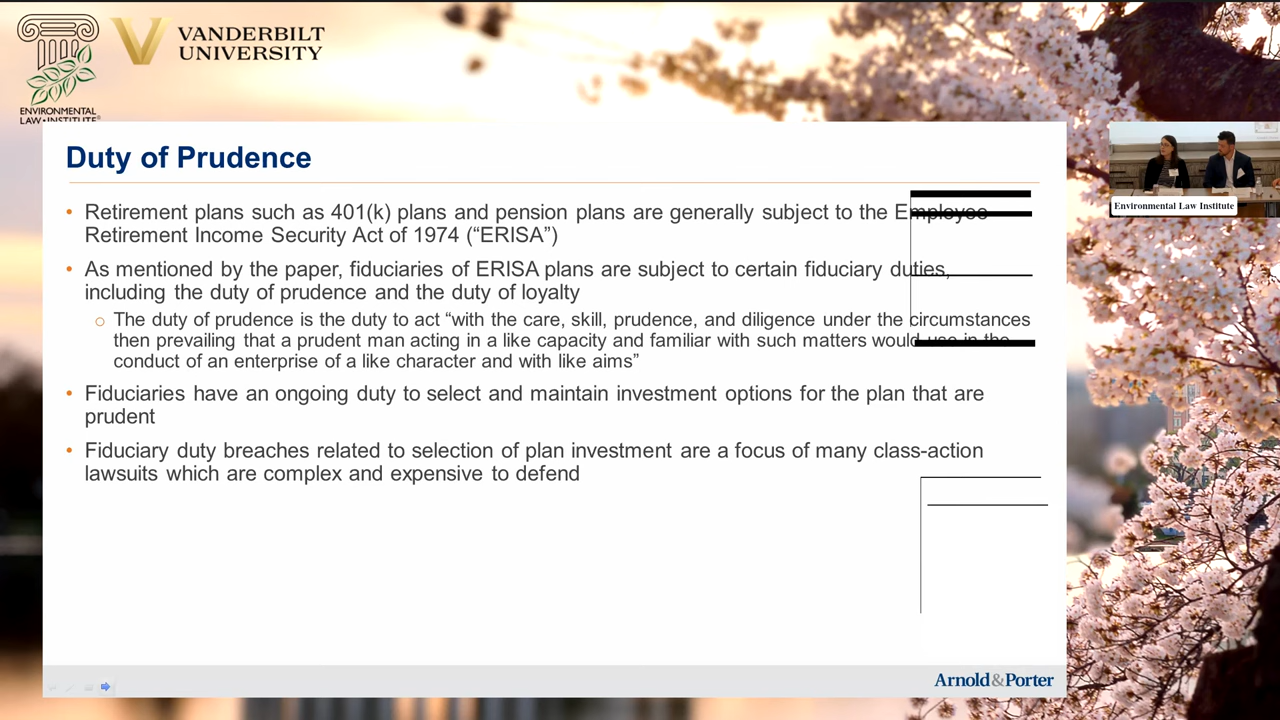 VANDERBILT
UNIVERSITY
ENVIRONMENTAL
LAW•INSTITUTE®
Duty of Prudence
• Retirement plans such as 401(k) plans and pension plans are generally subject to the Employee
Retirement Income Security Act of 1974 (“ERISA”)
• As mentioned by the paper, fiduciaries of ERISA plans are subject to certain fiduciary duties,
including the duty of prudence and the duty of loyalty
o The duty of prudence is the duty to act “with the care, skill, prudence, and diligence under the circumstances
then prevailing that a prudent man acting in a like capacity and familiar with such matters would use in the
conduct of an enterprise of a like character and with like aims”
• Fiduciaries have an ongoing duty to select and maintain investment options for the plan that are
prudent
• Fiduciary duty breaches related to selection of plan investment are a focus of many class-action
lawsuits which are complex and expensive to defend
Environmental Law Institute
Arnold&Porter